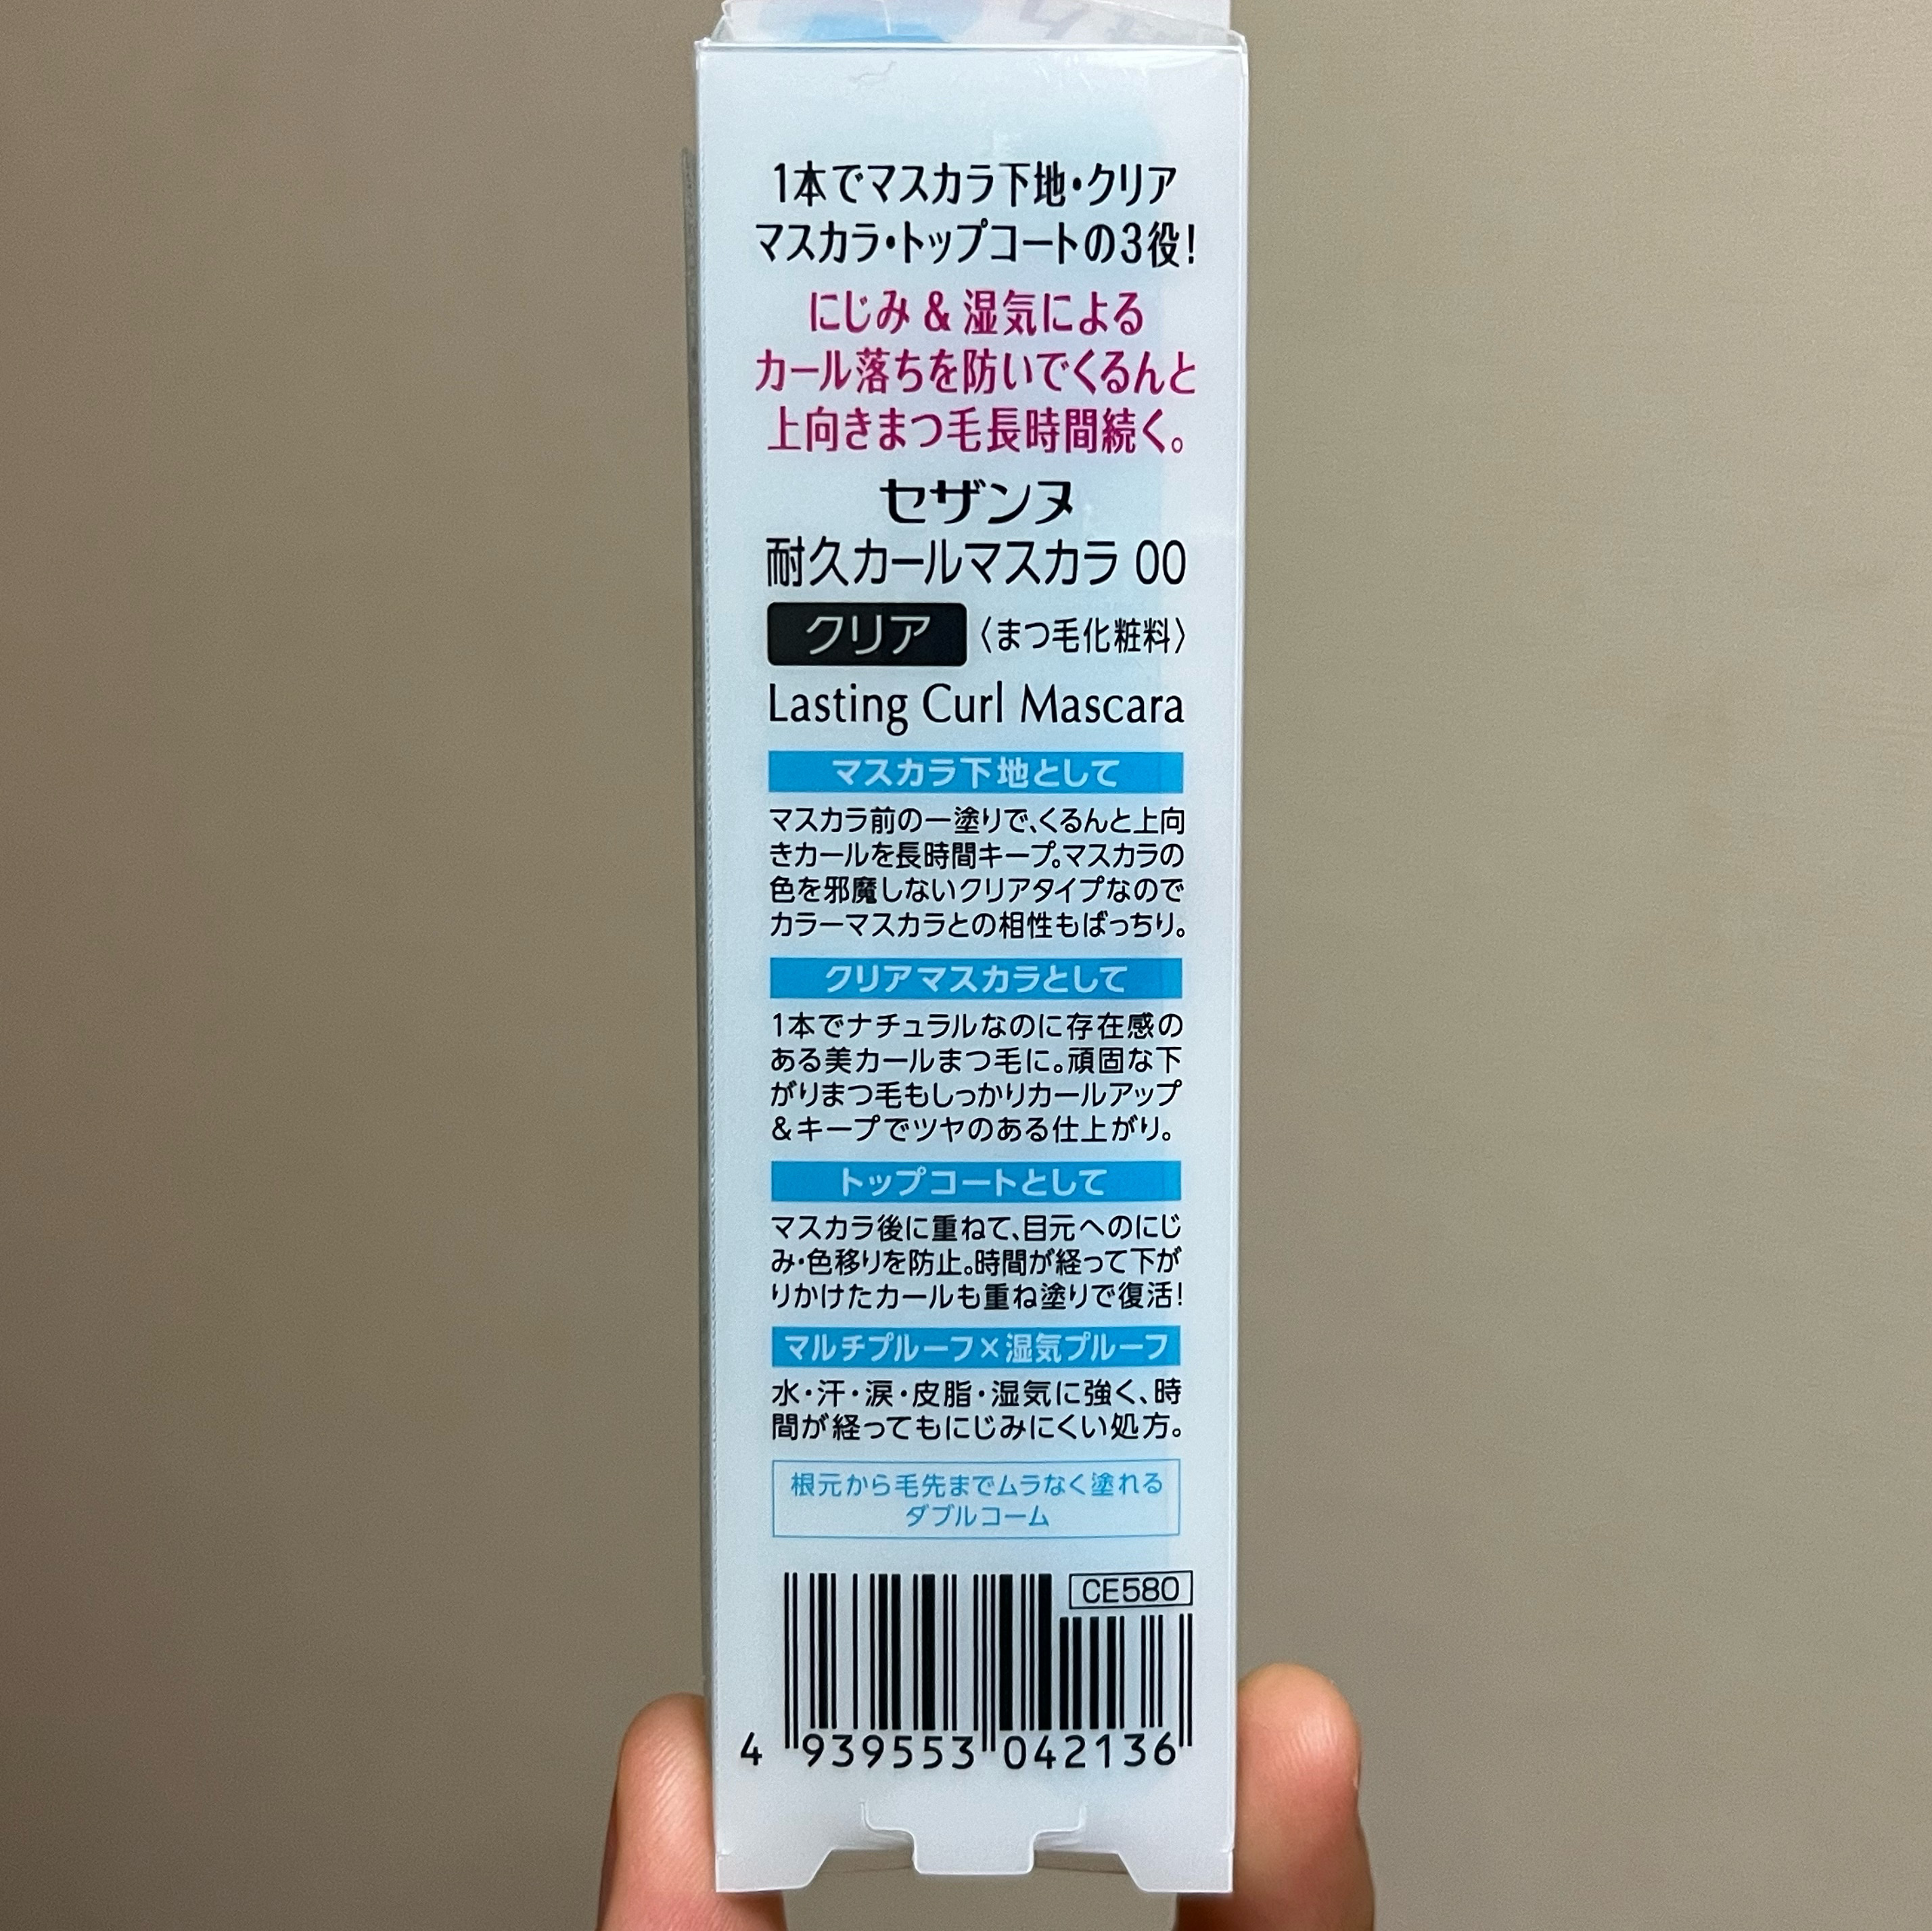 1本でマスカラ下地・クリア
マスカラ・トップコートの3役!
にじみ & 湿気による
カール落ちを防いでくるんと
上向きまつ毛長時間続く。
セザンヌ
耐久カールマスカラ 00
クリア 〈まつ毛化粧料〉
Lasting Curl Mascara
マスカラ下地として
マスカラ前の一塗りで、くるんと上向
きカールを長時間キープ。マスカラの
色を邪魔しないクリアタイプなので
カラーマスカラとの相性もばっちり。
クリアマスカラとして
1本でナチュラルなのに存在感の
ある美カールまつ毛に。頑固な下
がりまつ毛もしっかりカールアップ
&キープでツヤのある仕上がり。
トップコートとして
マスカラ後に重ねて、目元へのにじ
み・色移りを防止。時間が経って下が
りかけたカールも重ね塗りで復活!
マルチプルーフ×湿気プルーフ
水・汗・涙・皮脂・湿気に強く、時
間が経ってもにじみにくい処方。
根元から毛先までムラなく塗れる
ダブルコーム
CE580
4 939553 042136